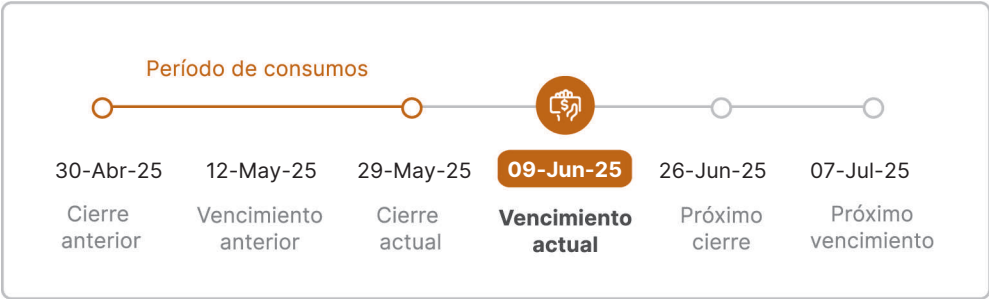 Período de consumos
$
30-Abr-25
12-May-25
29-May-25
09-Jun-25
26-Jun-25
07-Jul-25
Cierre
anterior
Vencimiento
anterior
Cierre
actual
Vencimiento
actual
Próximo
cierre
Próximo
vencimiento